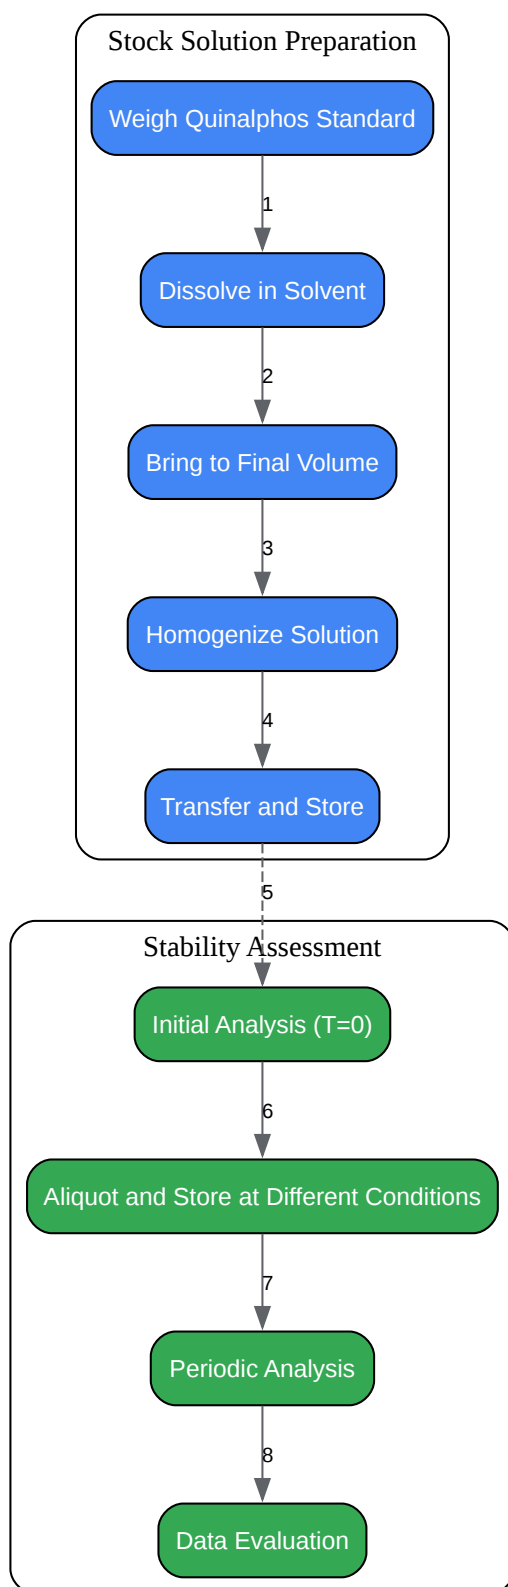 Stock Solution Preparation
Weigh Quinalphos Standard
1
Dissolve in Solvent
2
Bring to Final Volume
3
Homogenize Solution
4
Transfer and Store
5
Stability Assessment
Initial Analysis (T=0)
6
Aliquot and Store at Different Conditions
7
Periodic Analysis
8
Data Evaluation